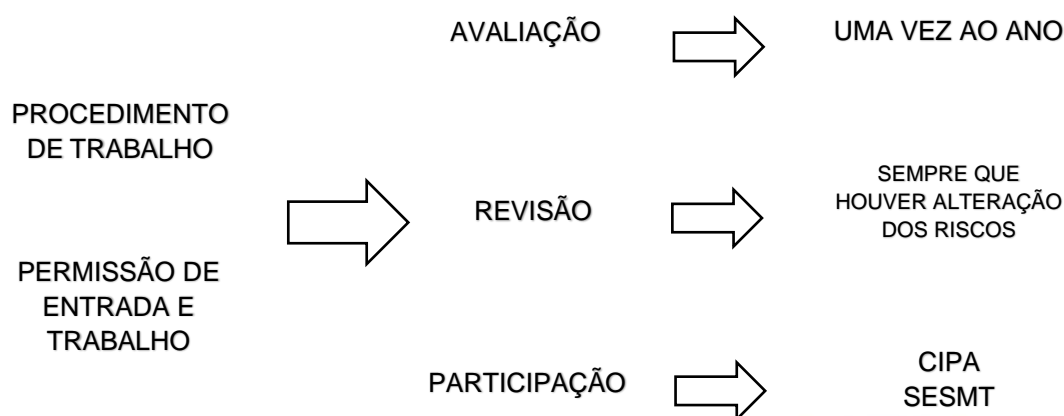 PROCEDIMENTO
DE TRABALHO
PERMISSÃO DE
ENTRADA E
TRABALHO
AVALIAÇÃO
UMA VEZ AO ANO
REVISÃO
SEMPRE QUE
HOUVER ALTERAÇÃO
DOS RISCOS
PARTICIPAÇÃO
CIPA
SESMT